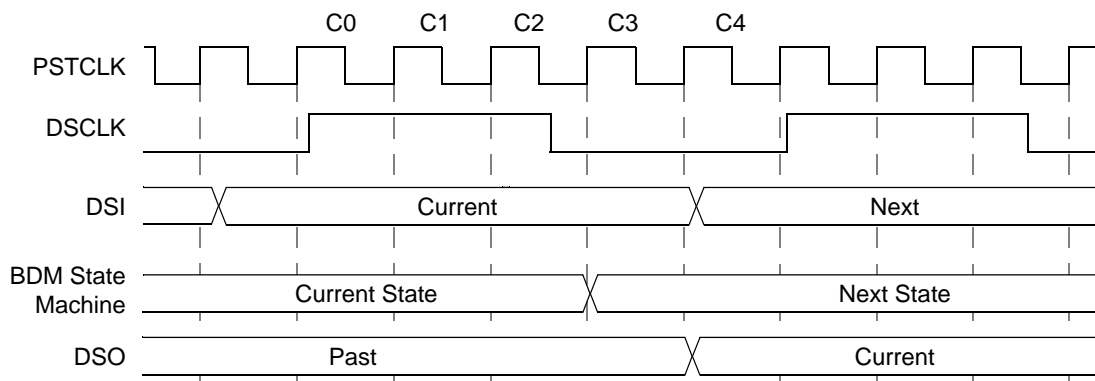 C0 C1 C2 C3 C4
PSTCLK
DSCLK
DSI Current Next
BDM State
Machine Current State Next State
DSO Past Current